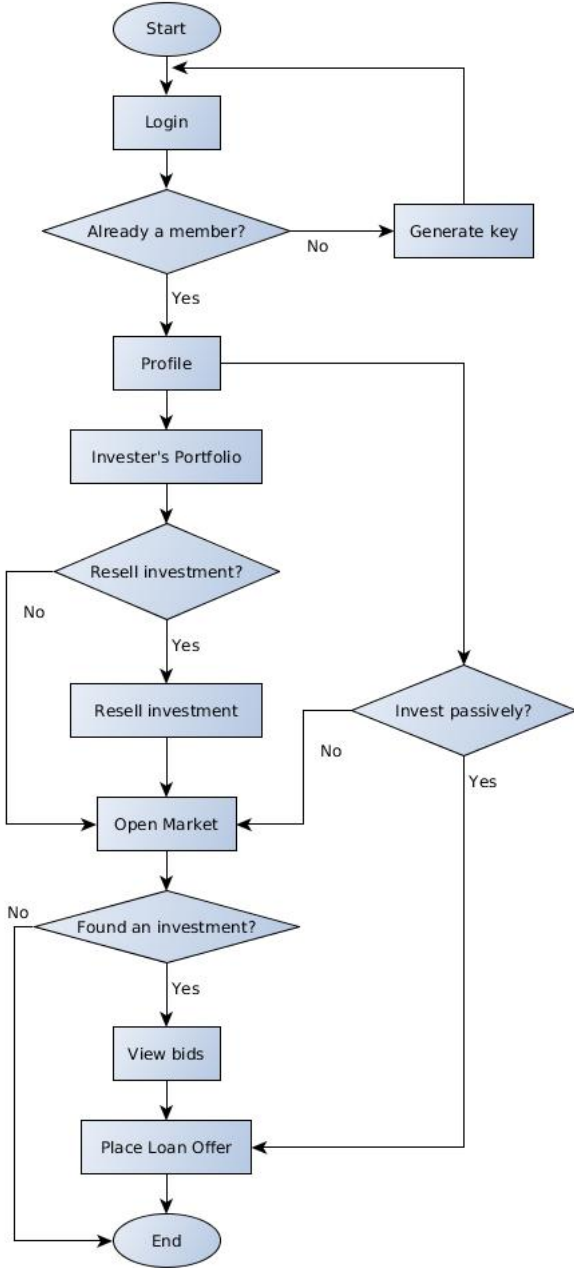 Start
Login
Already a member?
No
Generate key
Yes
Profile
Invester's Portfolio
Resell investment?
No
Yes
Resell investment
Invest passively?
No
Yes
Open Market
No
Found an investment?
Yes
View bids
Place Loan Offer
End